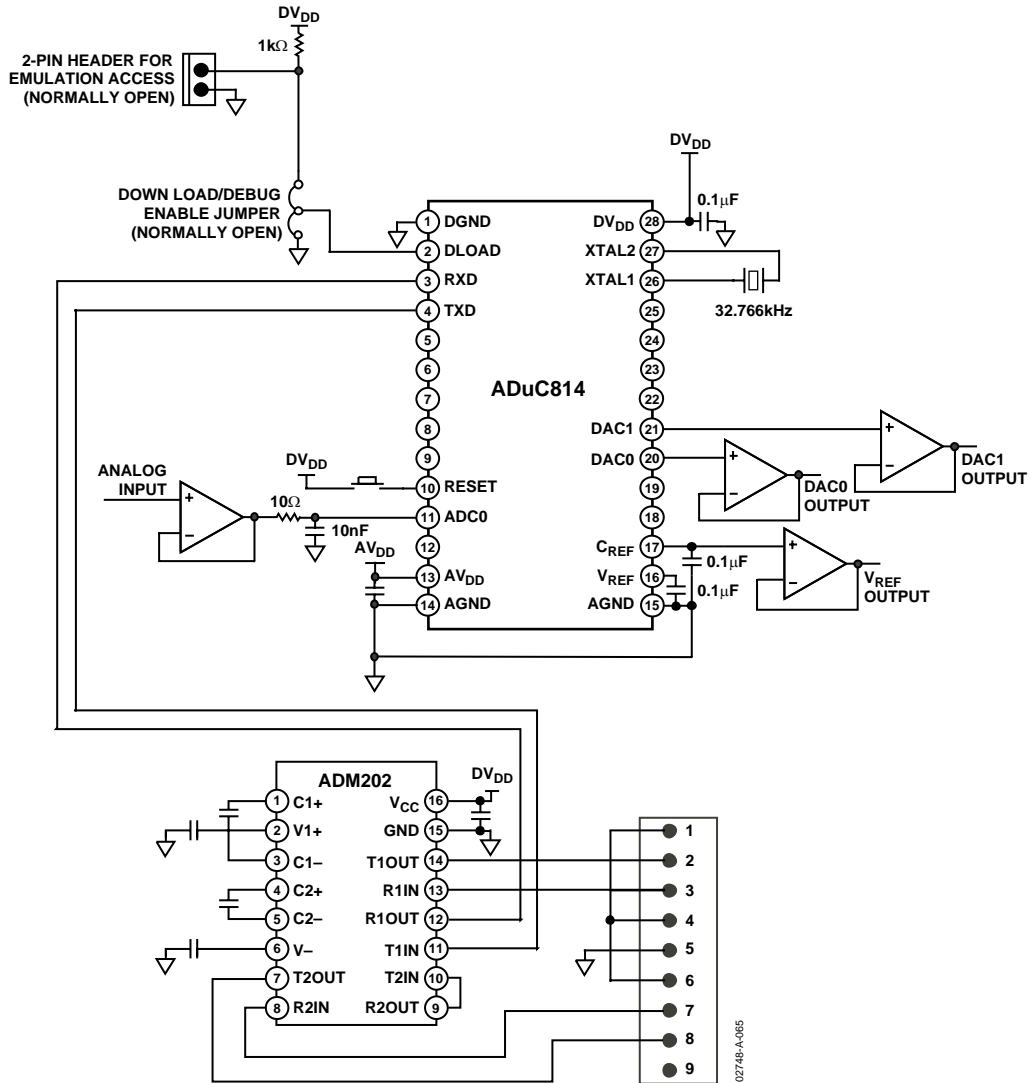 DVDD
1kΩ
2-PIN HEADER FOR
EMULATION ACCESS
(NORMALLY OPEN)
DOWN LOAD/DEBUG
ENABLE JUMPER
(NORMALLY OPEN)
DVDD
0.1µF
ADuC814
1 DGND
2 DLOAD
3 RXD
4 TXD
5
6
7
8
9
10 RESET
11 ADC0
12
13 AVDD
14 AGND
DVDD 28
XTAL2 27
XTAL1 26
25
24
23
22
DAC1 21
DAC0 20
19
18
CREF 17
VREF 16
AGND 15
32.766kHz
ANALOG
INPUT
+
–
10Ω
10nF
DVDD
AVDD
+
–
DAC1
OUTPUT
+
–
DAC0
OUTPUT
0.1µF
0.1µF
+
–
VREF
OUTPUT
ADM202
1 C1+
2 V1+
3 C1–
4 C2+
5 C2–
6 V–
7 T2OUT
8 R2IN
VCC 16
GND 15
T1OUT 14
R1IN 13
R1OUT 12
T1IN 11
T2IN 10
R2OUT 9
DVDD
1
2
3
4
5
6
7
8
9
02748-A-065